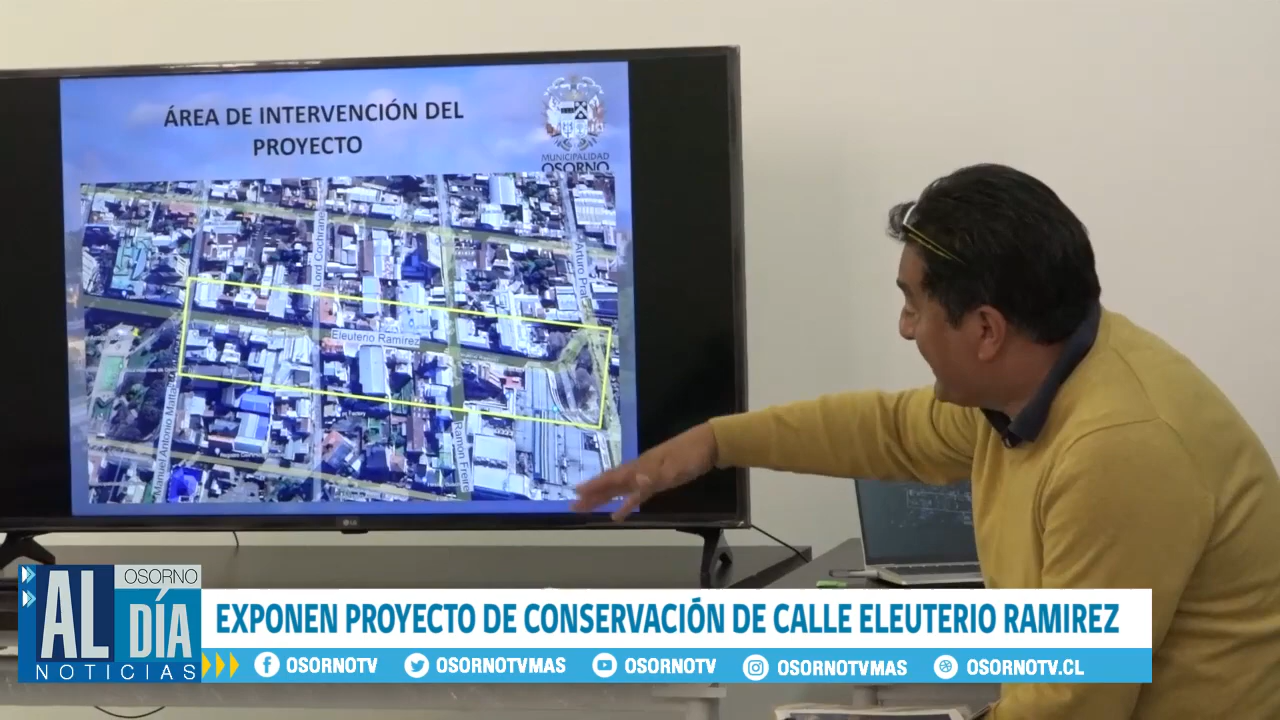 ÁREA DE INTERVENCIÓN DEL
PROYECTO
MUNICIPALIDAD
OSORNO
Lord Cochrane
Arturo Prat
Eleuterio Ramírez
Manuel Antonio Matta
Ramón Freire
LG
AL DÍA
OSORNO
NOTICIAS
EXPONEN PROYECTO DE CONSERVACIÓN DE CALLE ELEUTERIO RAMIREZ
OSORNOTV
OSORNOTVMAS
OSORNOTV
OSORNOTVMAS
OSORNOTV.CL